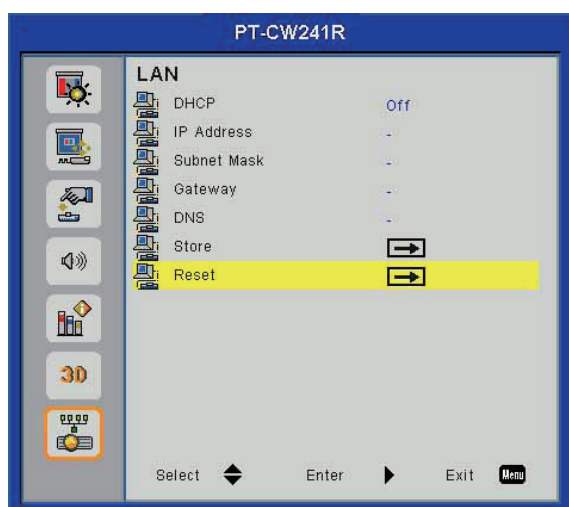 PT-CW241R
LAN
DHCP Off
IP Address -
Subnet Mask -
Gateway -
DNS -
Store
Reset
3D
Select Enter Exit Menu